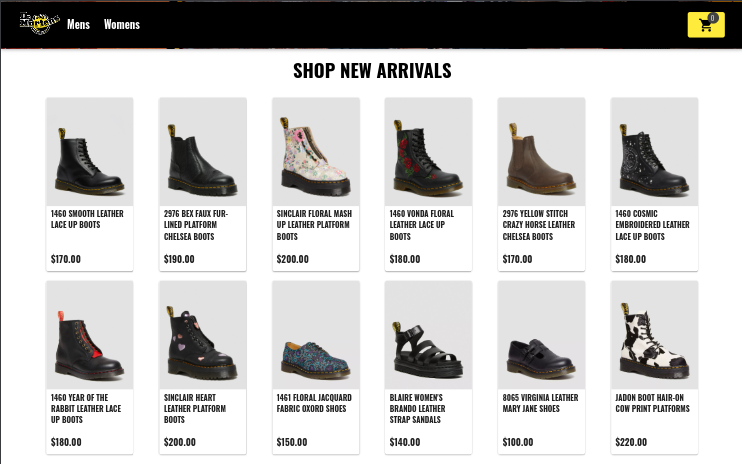 Mens Womens 0
SHOP NEW ARRIVALS
1460 SMOOTH LEATHER
LACE UP BOOTS
$170.00
2976 BEX FAUX FUR-
LINED PLATFORM
CHELSEA BOOTS
$190.00
SINCLAIR FLORAL MASH
UP LEATHER PLATFORM
BOOTS
$200.00
1460 VONDA FLORAL
LEATHER LACE UP
BOOTS
$180.00
2976 YELLOW STITCH
CRAZY HORSE LEATHER
CHELSEA BOOTS
$170.00
1460 COSMIC
EMBROIDERED LEATHER
LACE UP BOOTS
$180.00
1460 YEAR OF THE
RABBIT LEATHER LACE
UP BOOTS
$180.00
SINCLAIR HEART
LEATHER PLATFORM
BOOTS
$200.00
1461 FLORAL JACQUARD
FABRIC OXORD SHOES
$150.00
BLAIRE WOMEN'S
BRANDO LEATHER
STRAP SANDALS
$140.00
8065 VIRGINIA LEATHER
MARY JANE SHOES
$100.00
JADON BOOT HAIR-ON
COW PRINT PLATFORMS
$220.00